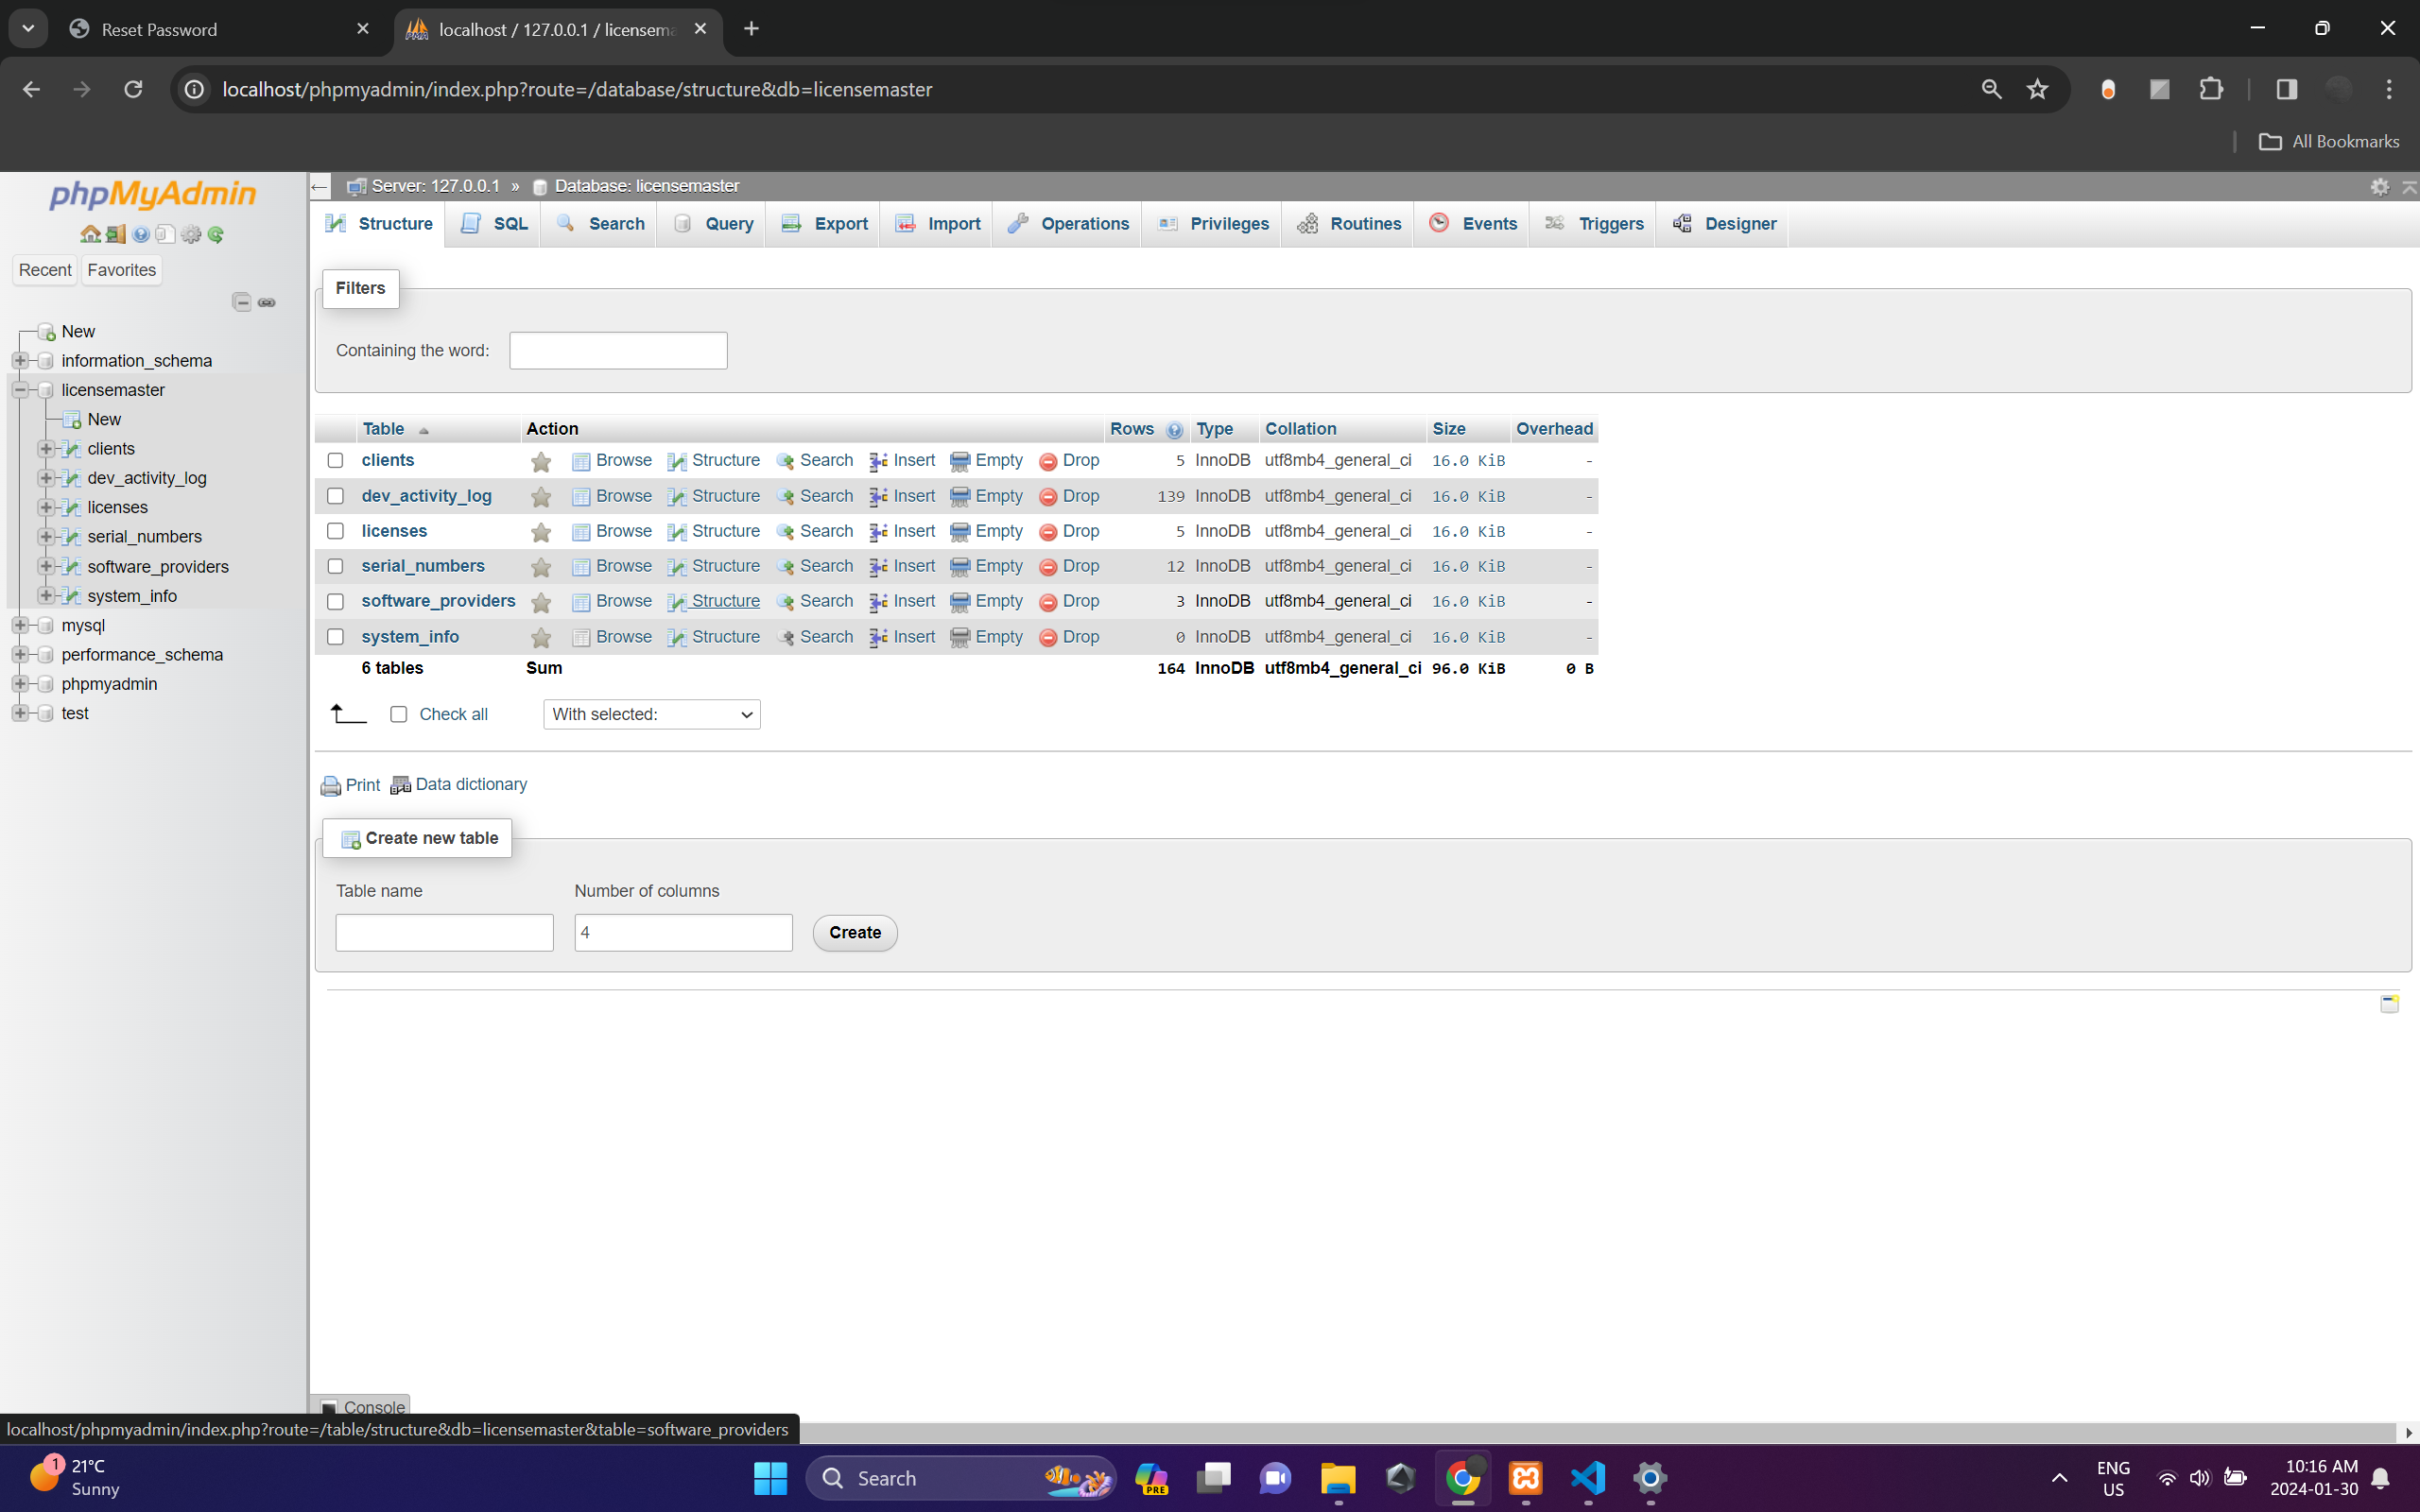 Reset Password
localhost / 127.0.0.1 / licensema
localhost/phpmyadmin/index.php?route=/database/structure&db=licensemaster
All Bookmarks
phpMyAdmin
Recent Favorites
New
information_schema
licensemaster
New
clients
dev_activity_log
licenses
serial_numbers
software_providers
system_info
mysql
performance_schema
phpmyadmin
test
Server: 127.0.0.1 » Database: licensemaster
Structure SQL Search Query Export Import Operations Privileges Routines Events Triggers Designer
Filters
Containing the word:
Table Action Rows Type Collation Size Overhead
clients Browse Structure Search Insert Empty Drop 5 InnoDB utf8mb4_general_ci 16.0 KiB -
dev_activity_log Browse Structure Search Insert Empty Drop 139 InnoDB utf8mb4_general_ci 16.0 KiB -
licenses Browse Structure Search Insert Empty Drop 5 InnoDB utf8mb4_general_ci 16.0 KiB -
serial_numbers Browse Structure Search Insert Empty Drop 12 InnoDB utf8mb4_general_ci 16.0 KiB -
software_providers Browse Structure Search Insert Empty Drop 3 InnoDB utf8mb4_general_ci 16.0 KiB -
system_info Browse Structure Search Insert Empty Drop 0 InnoDB utf8mb4_general_ci 16.0 KiB -
6 tables Sum 164 InnoDB utf8mb4_general_ci 96.0 KiB 0 B
Check all With selected:
Print Data dictionary
Create new table
Table name Number of columns
4 Create
Console
localhost/phpmyadmin/index.php?route=/table/structure&db=licensemaster&table=software_providers
1
21°C
Sunny
Search
PRE
ENG
US
10:16 AM
2024-01-30